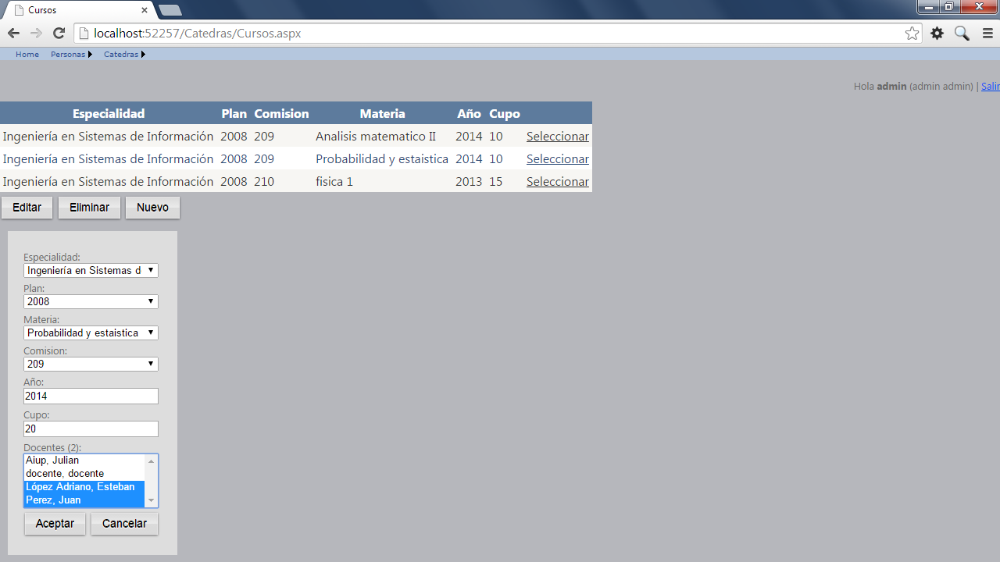 Cursos
localhost:52257/Catedras/Cursos.aspx
Home Personas Catedras
Hola admin (admin admin) | Salir
Especialidad Plan Comision Materia Año Cupo
Ingeniería en Sistemas de Información 2008 209 Analisis matematico II 2014 10 Seleccionar
Ingeniería en Sistemas de Información 2008 209 Probabilidad y estaistica 2014 10 Seleccionar
Ingeniería en Sistemas de Información 2008 210 fisica 1 2013 15 Seleccionar
Editar Eliminar Nuevo
Especialidad:
Ingeniería en Sistemas d
Plan:
2008
Materia:
Probabilidad y estaistica
Comision:
209
Año:
2014
Cupo:
20
Docentes (2):
Aiup, Julian
docente, docente
López Adriano, Esteban
Perez, Juan
Aceptar Cancelar